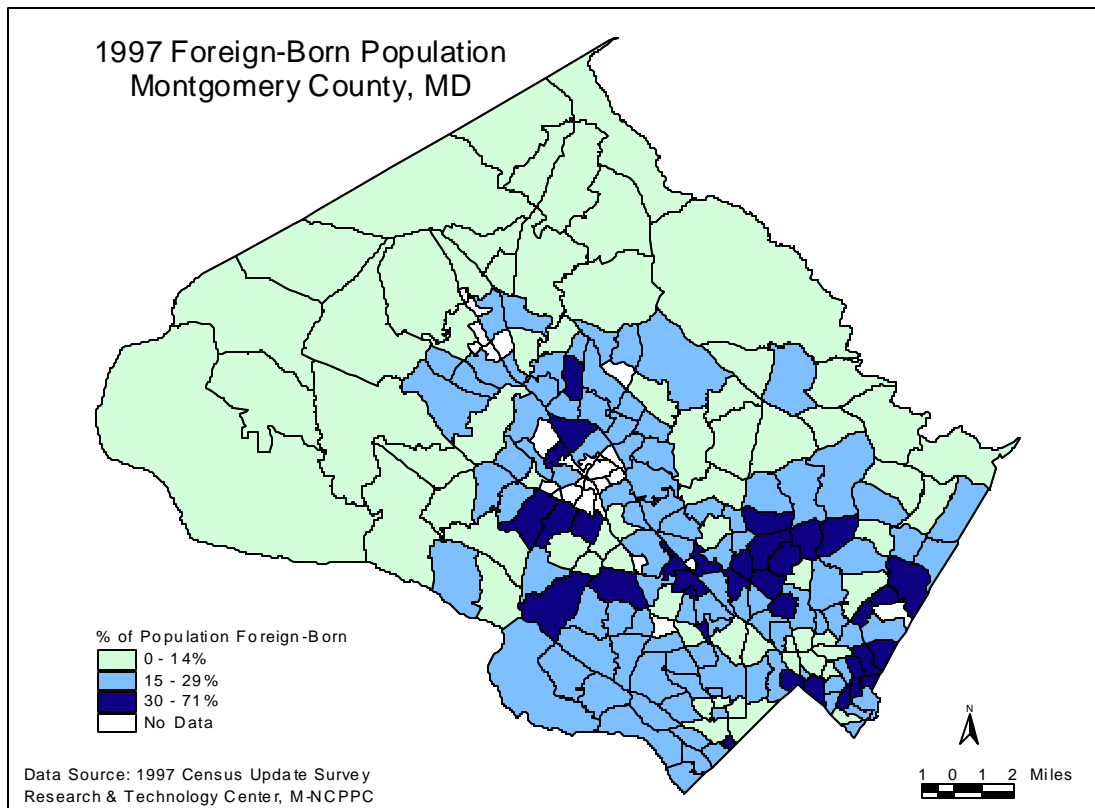 1997 Foreign-Born Population
Montgomery County, MD
% of Population Foreign-Born
0 - 14%
15 - 29%
30 - 71%
No Data
Data Source: 1997 Census Update Survey
Research & Technology Center, M-NCPPC
N
1 0 1 2 Miles